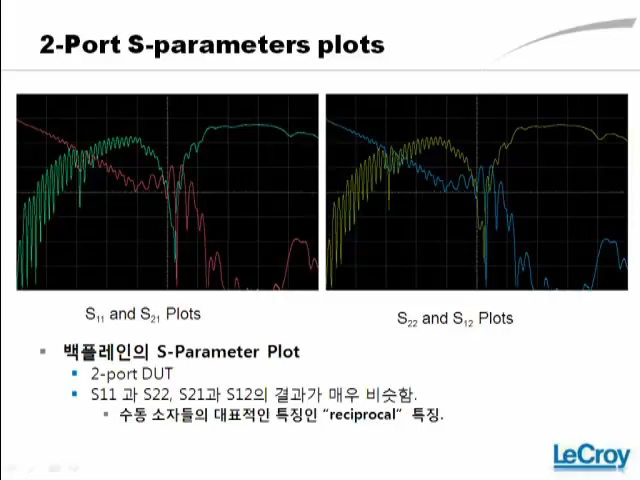 2-Port S-parameters plots
S11 and S21 Plots
S22 and S12 Plots
백플레인의 S-Parameter Plot
2-port DUT
S11 과 S22, S21과 S12의 결과가 매우 비슷함.
수동 소자들의 대표적인 특징인 “reciprocal” 특징.
LeCroy